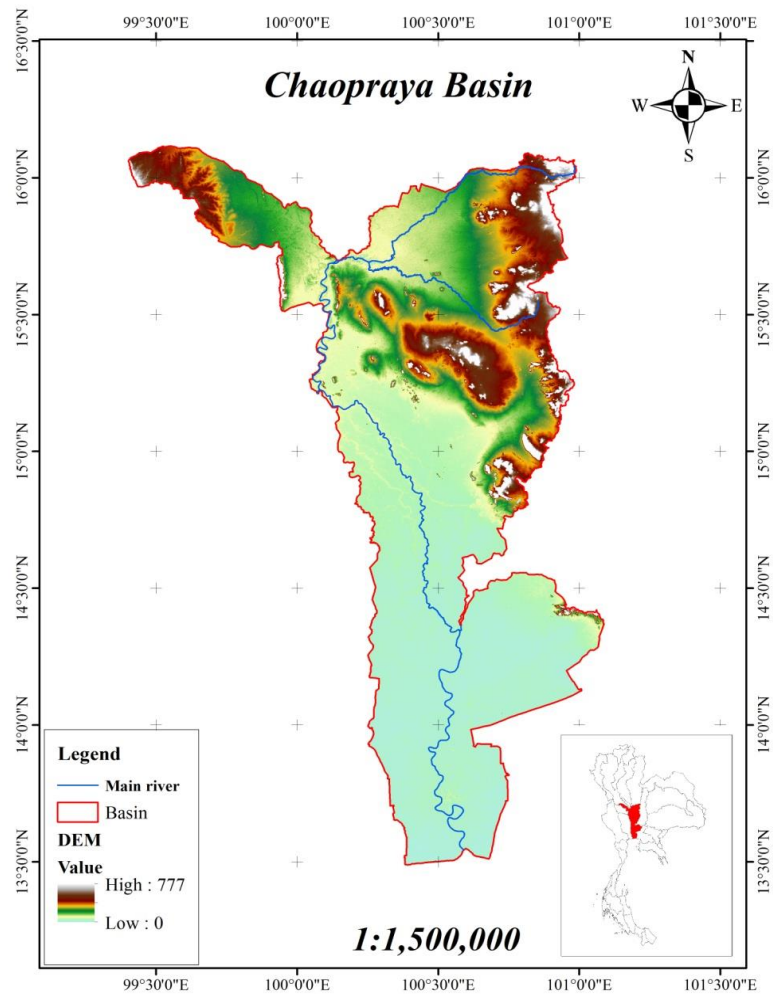 99°30'0"E 100°0'0"E 100°30'0"E 101°0'0"E 101°30'0"E
Chaopraya Basin
N
W E
S
16°30'0"N
16°0'0"N
15°30'0"N
15°0'0"N
14°30'0"N
14°0'0"N
13°30'0"N
16°30'0"N
16°0'0"N
15°30'0"N
15°0'0"N
14°30'0"N
14°0'0"N
13°30'0"N
Legend
Main river
Basin
DEM
Value
High : 777
Low : 0
1:1,500,000
99°30'0"E 100°0'0"E 100°30'0"E 101°0'0"E 101°30'0"E